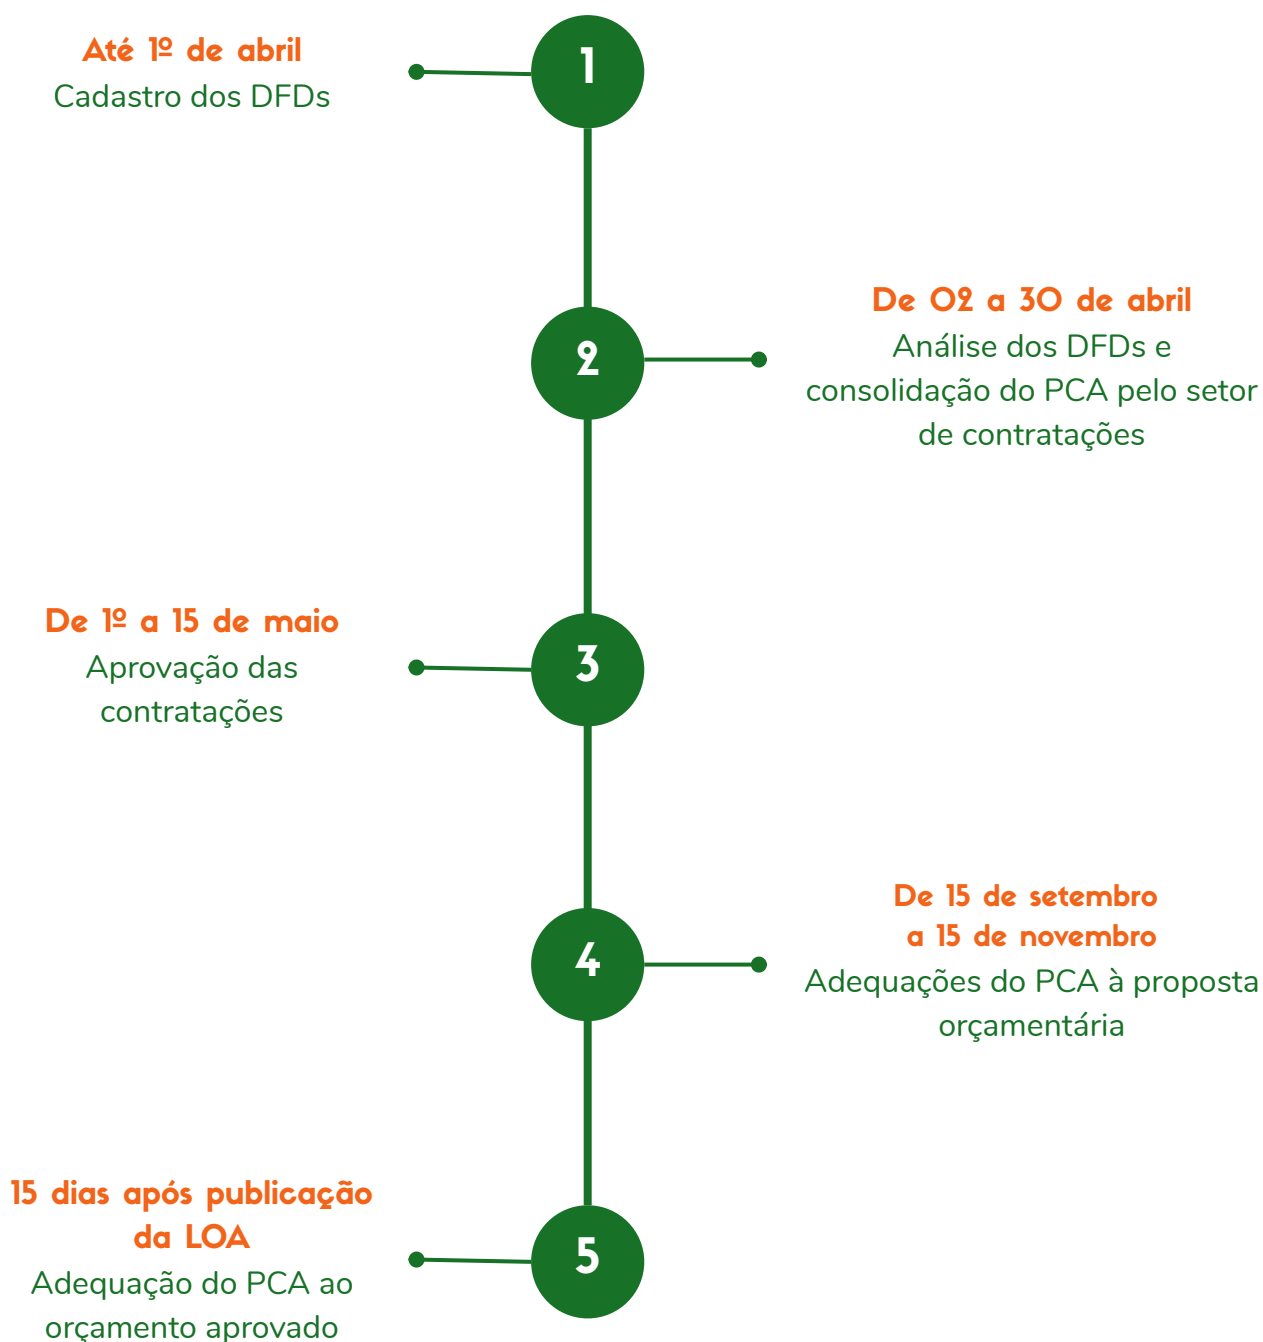 1
Até 1º de abril
Cadastro dos DFDs
2
De 02 a 30 de abril
Análise dos DFDs e
consolidação do PCA pelo setor
de contratações
3
De 1º a 15 de maio
Aprovação das
contratações
4
De 15 de setembro
a 15 de novembro
Adequações do PCA à proposta
orçamentária
5
15 dias após publicação
da LOA
Adequação do PCA ao
orçamento aprovado